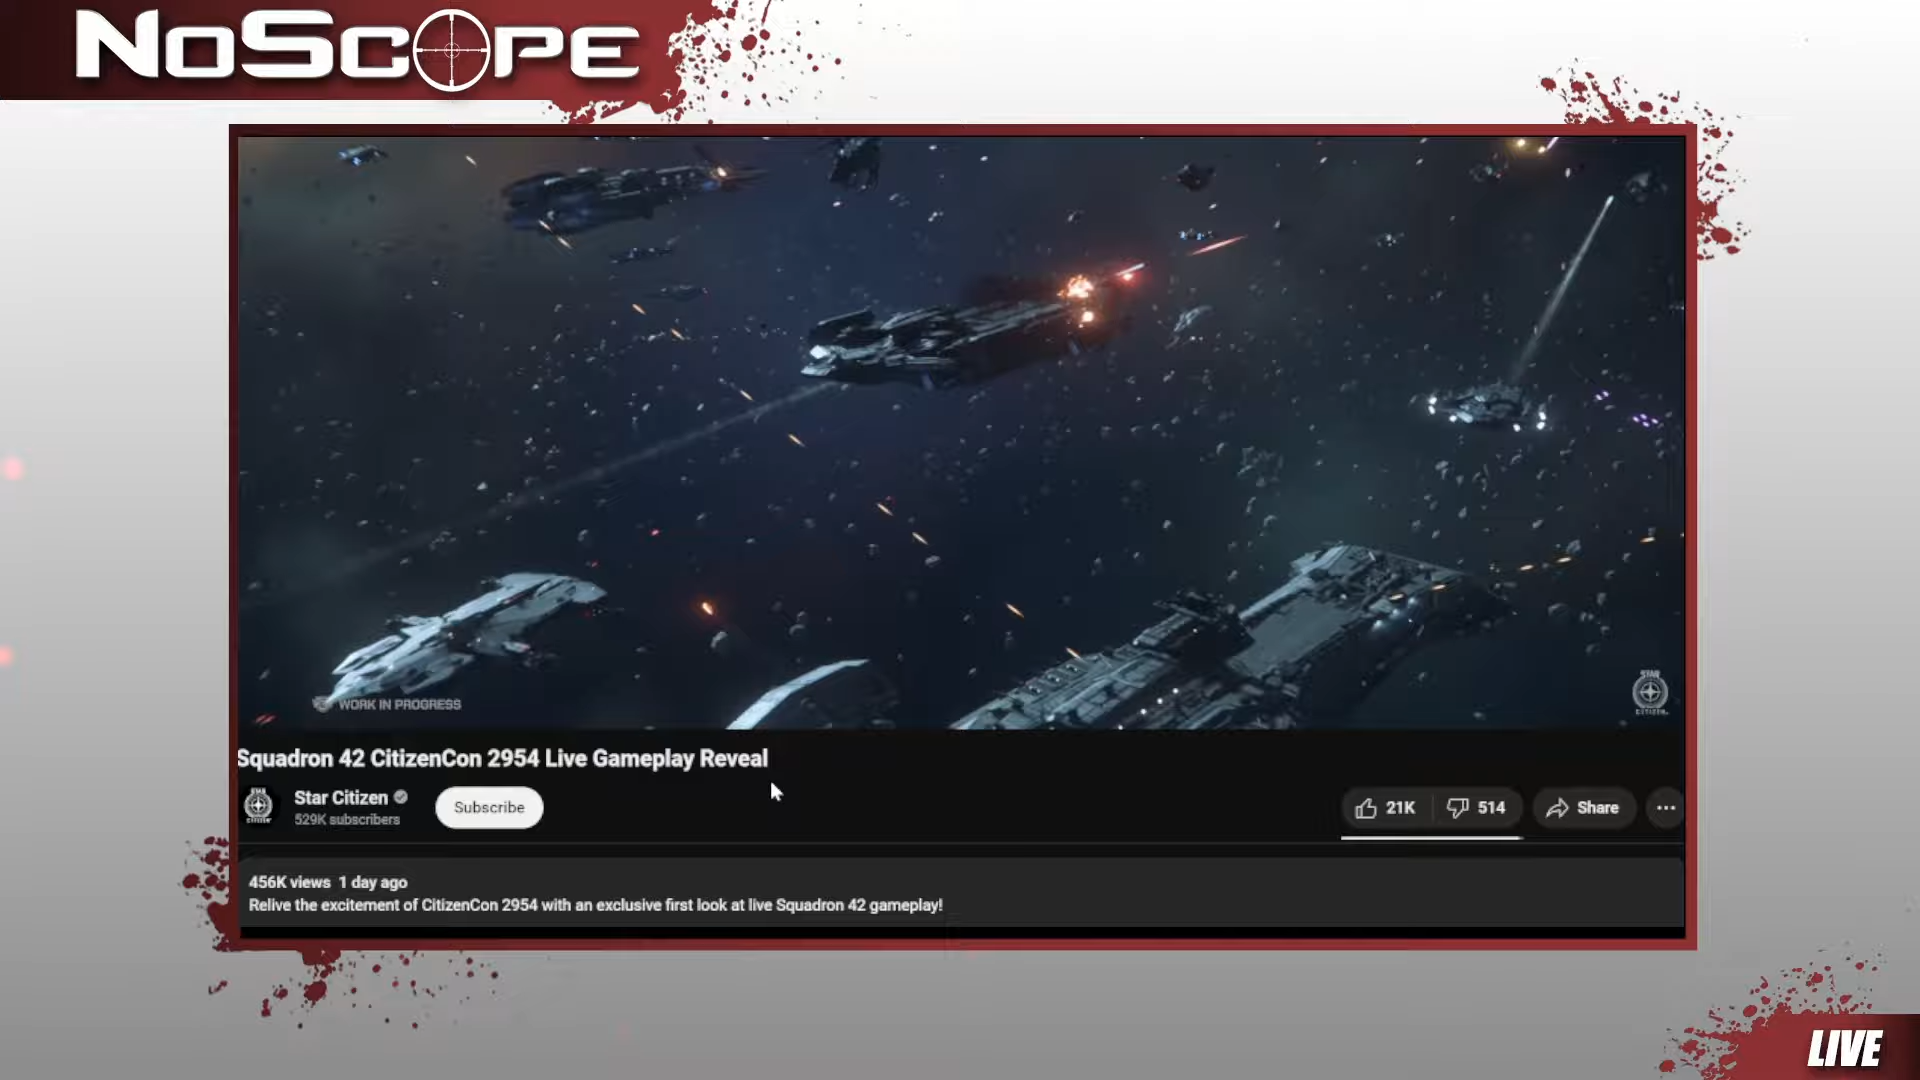 NoScope
WORK IN PROGRESS
STAR
CITIZEN
Squadron 42 CitizenCon 2954 Live Gameplay Reveal
Star Citizen
529K subscribers
Subscribe
21K
514
Share
456K views 1 day ago
Relive the excitement of CitizenCon 2954 with an exclusive first look at live Squadron 42 gameplay!
LIVE